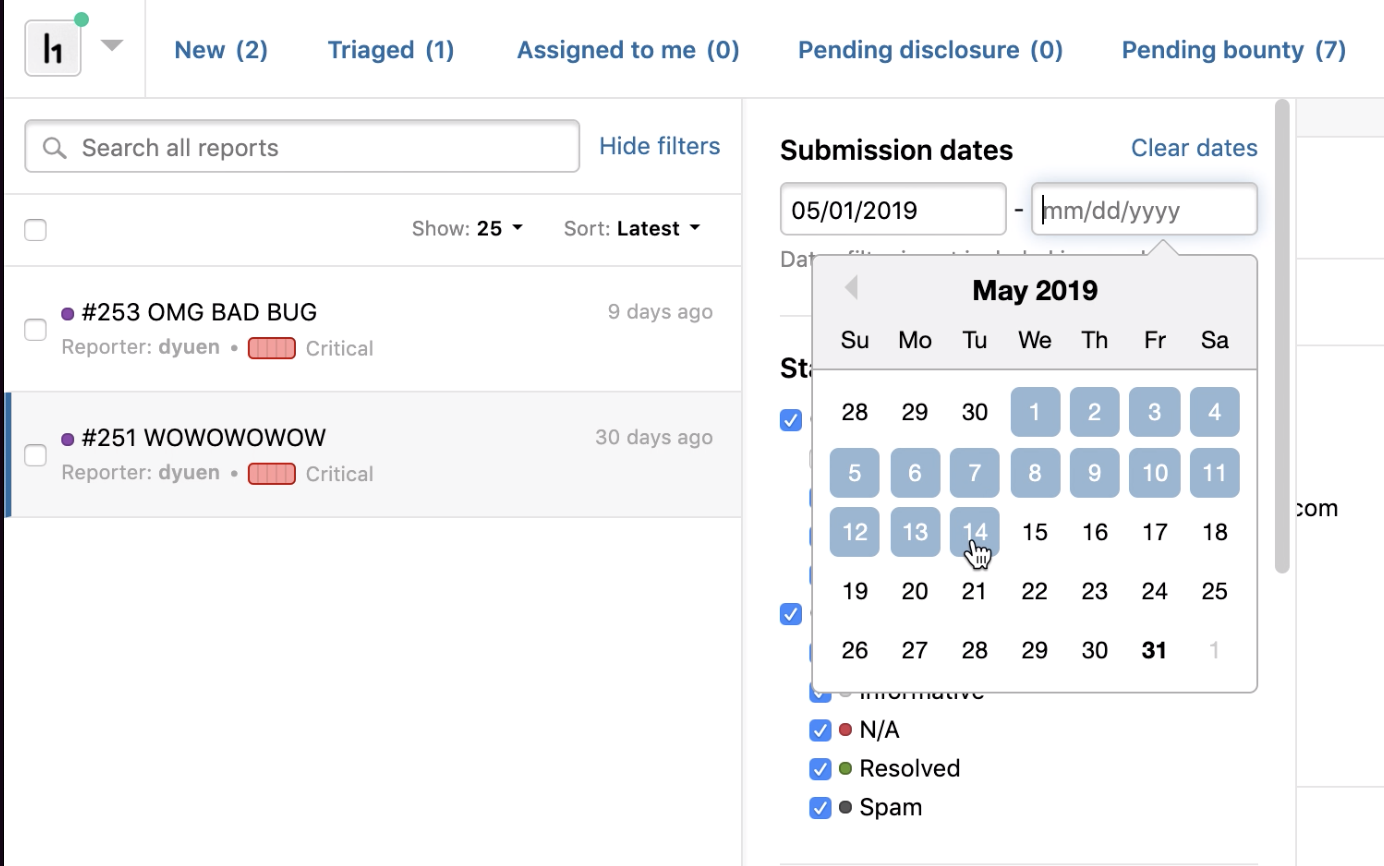 h1
New (2) Triaged (1) Assigned to me (0) Pending disclosure (0) Pending bounty (7)
Search all reports Hide filters
Show: 25 Sort: Latest
#253 OMG BAD BUG 9 days ago
Reporter: dyuen • Critical
#251 WOWOWOWOW 30 days ago
Reporter: dyuen • Critical
Submission dates Clear dates
05/01/2019 - mm/dd/yyyy
May 2019
Su Mo Tu We Th Fr Sa
28 29 30 1 2 3 4
5 6 7 8 9 10 11
12 13 14 15 16 17 18
19 20 21 22 23 24 25
26 27 28 29 30 31 1
Informative
N/A
Resolved
Spam
com